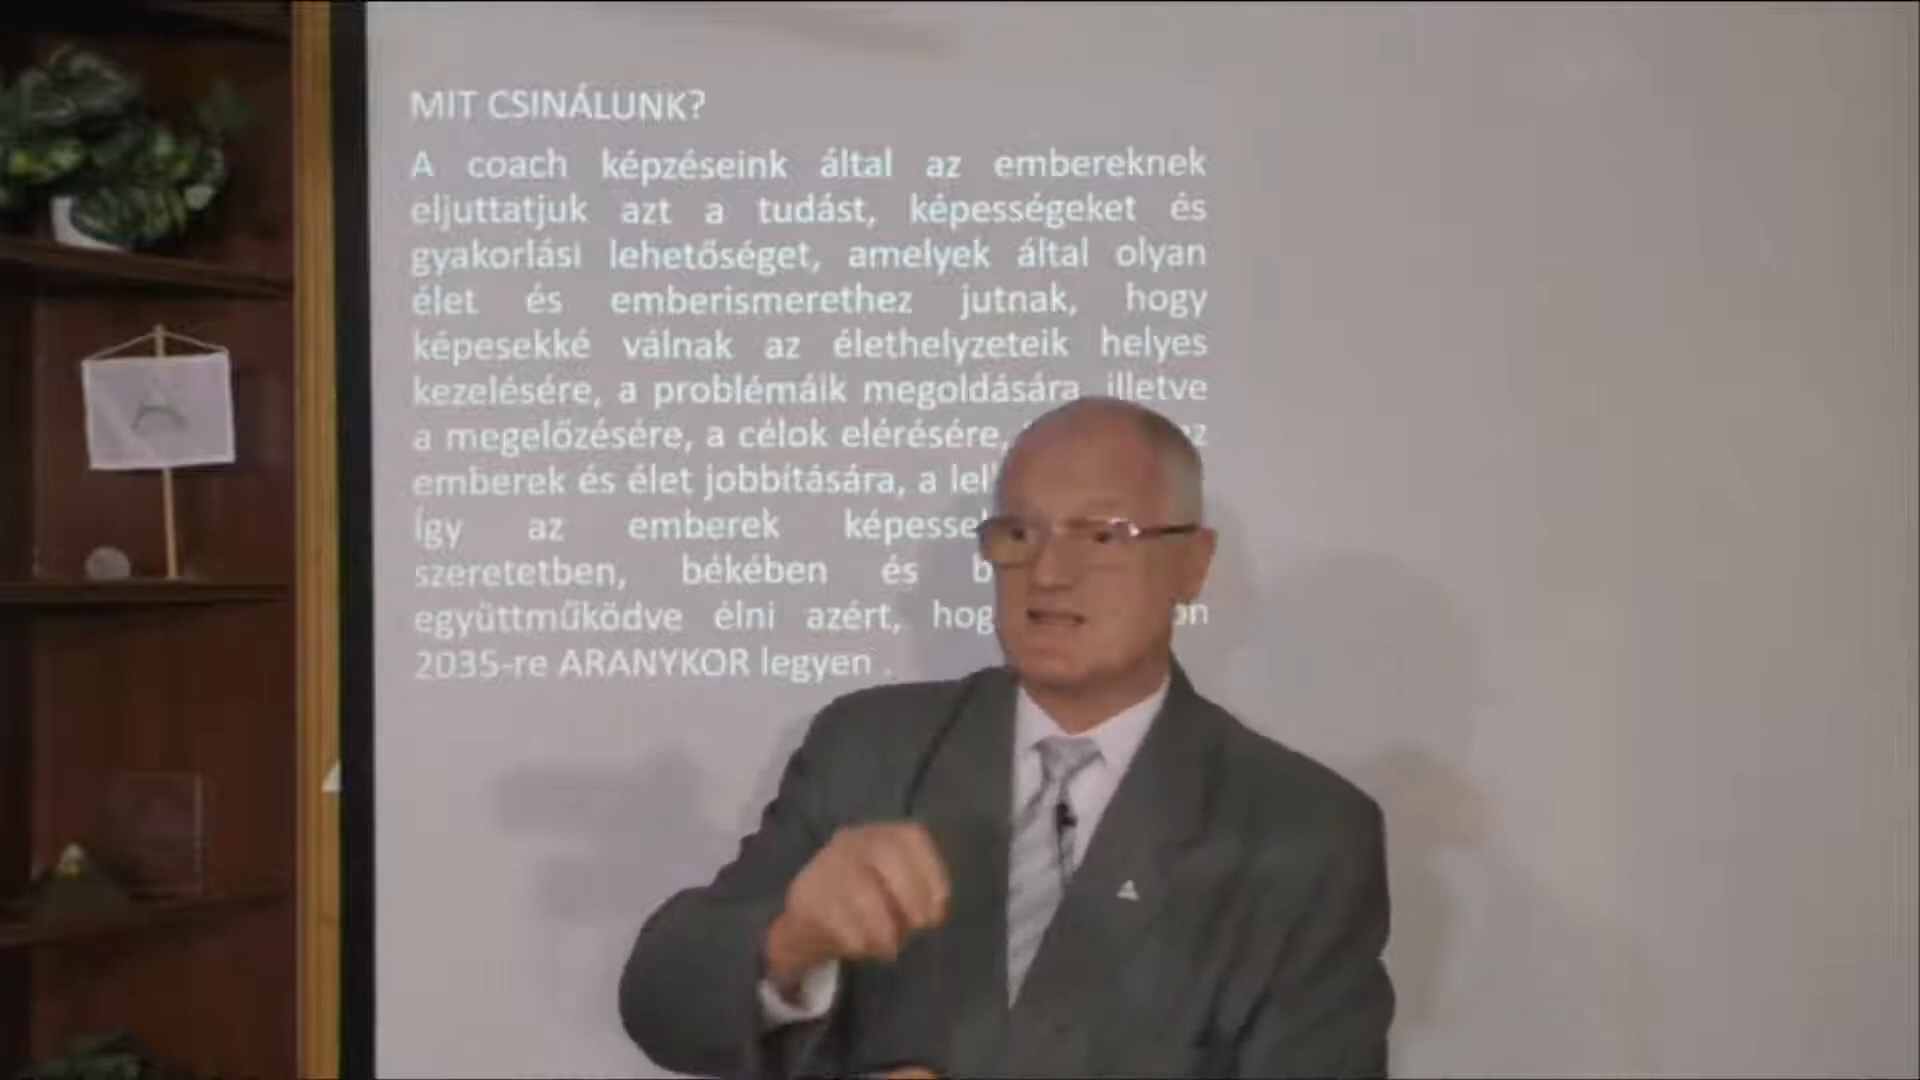 MIT CSINÁLUNK?
A coach képzéseink által az embereknek
eljuttatjuk azt a tudást, képességeket és
gyakorlási lehetőséget, amelyek által olyan
élet és emberismerethez jutnak, hogy
képesekké válnak az élethelyzeteik helyes
kezelésére, a problémáik megoldására, illetve
a megelőzésére, a célok elérésére,
emberek és élet jobbítására, a
Így az emberek
szeretetben, békében és
együttműködve élni azért,
2035-re ARANYKOR legyen .